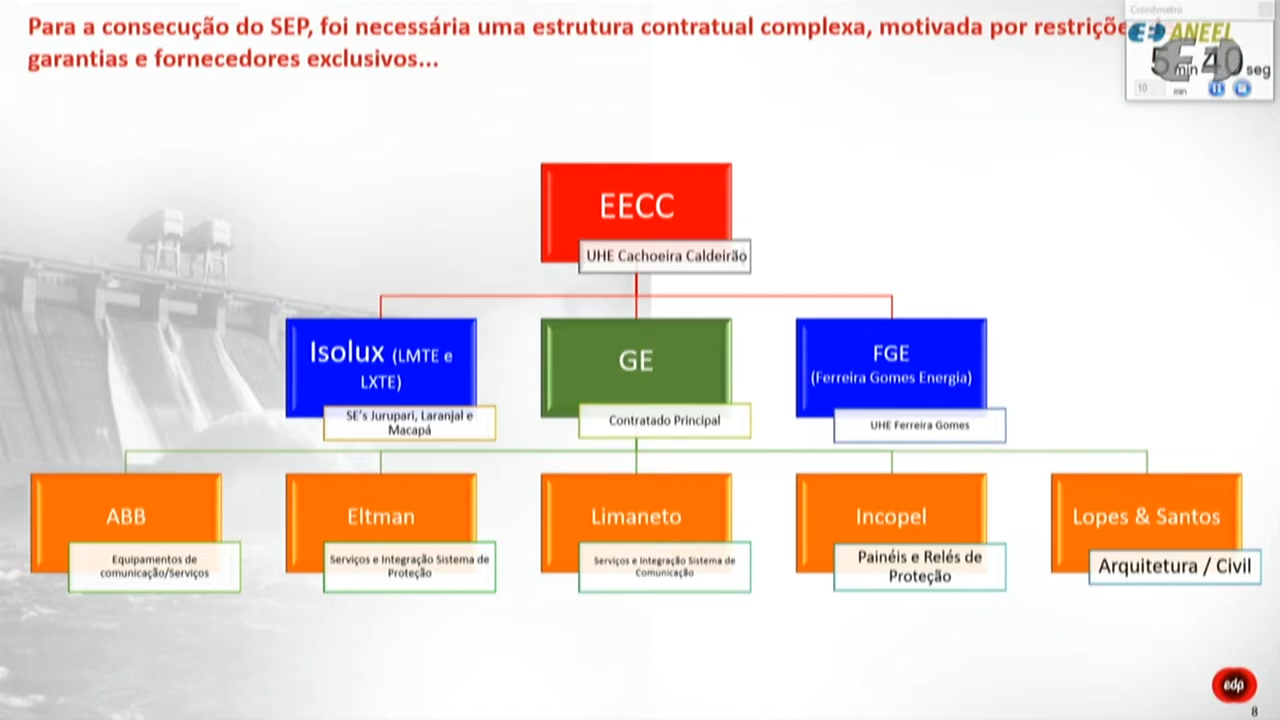 Para a consecução do SEP, foi necessária uma estrutura contratual complexa, motivada por
garantias e fornecedores exclusivos...
Cronômetro
ANEEL
5 min 40 seg
10 min
EECC
UHE Cachoeira Caldeirão
Isolux (LMTE e
LXTE)
SE's Jurupari, Laranjal e
Macapá
GE
Contratado Principal
FGE
(Ferreira Gomes Energia)
UHE Ferreira Gomes
ABB
Equipamentos de
comunicação/Serviços
Eltman
Serviços e Integração Sistema de
Proteção
Limaneto
Serviços e Integração Sistema de
Comunicação
Incopel
Painéis e Relés de
Proteção
Lopes & Santos
Arquitetura / Civil
edp
8